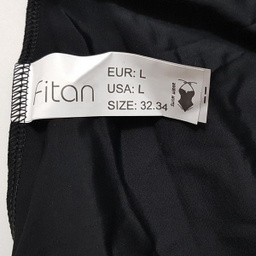 fitan
EUR: L
USA: L
SIZE: 32.34